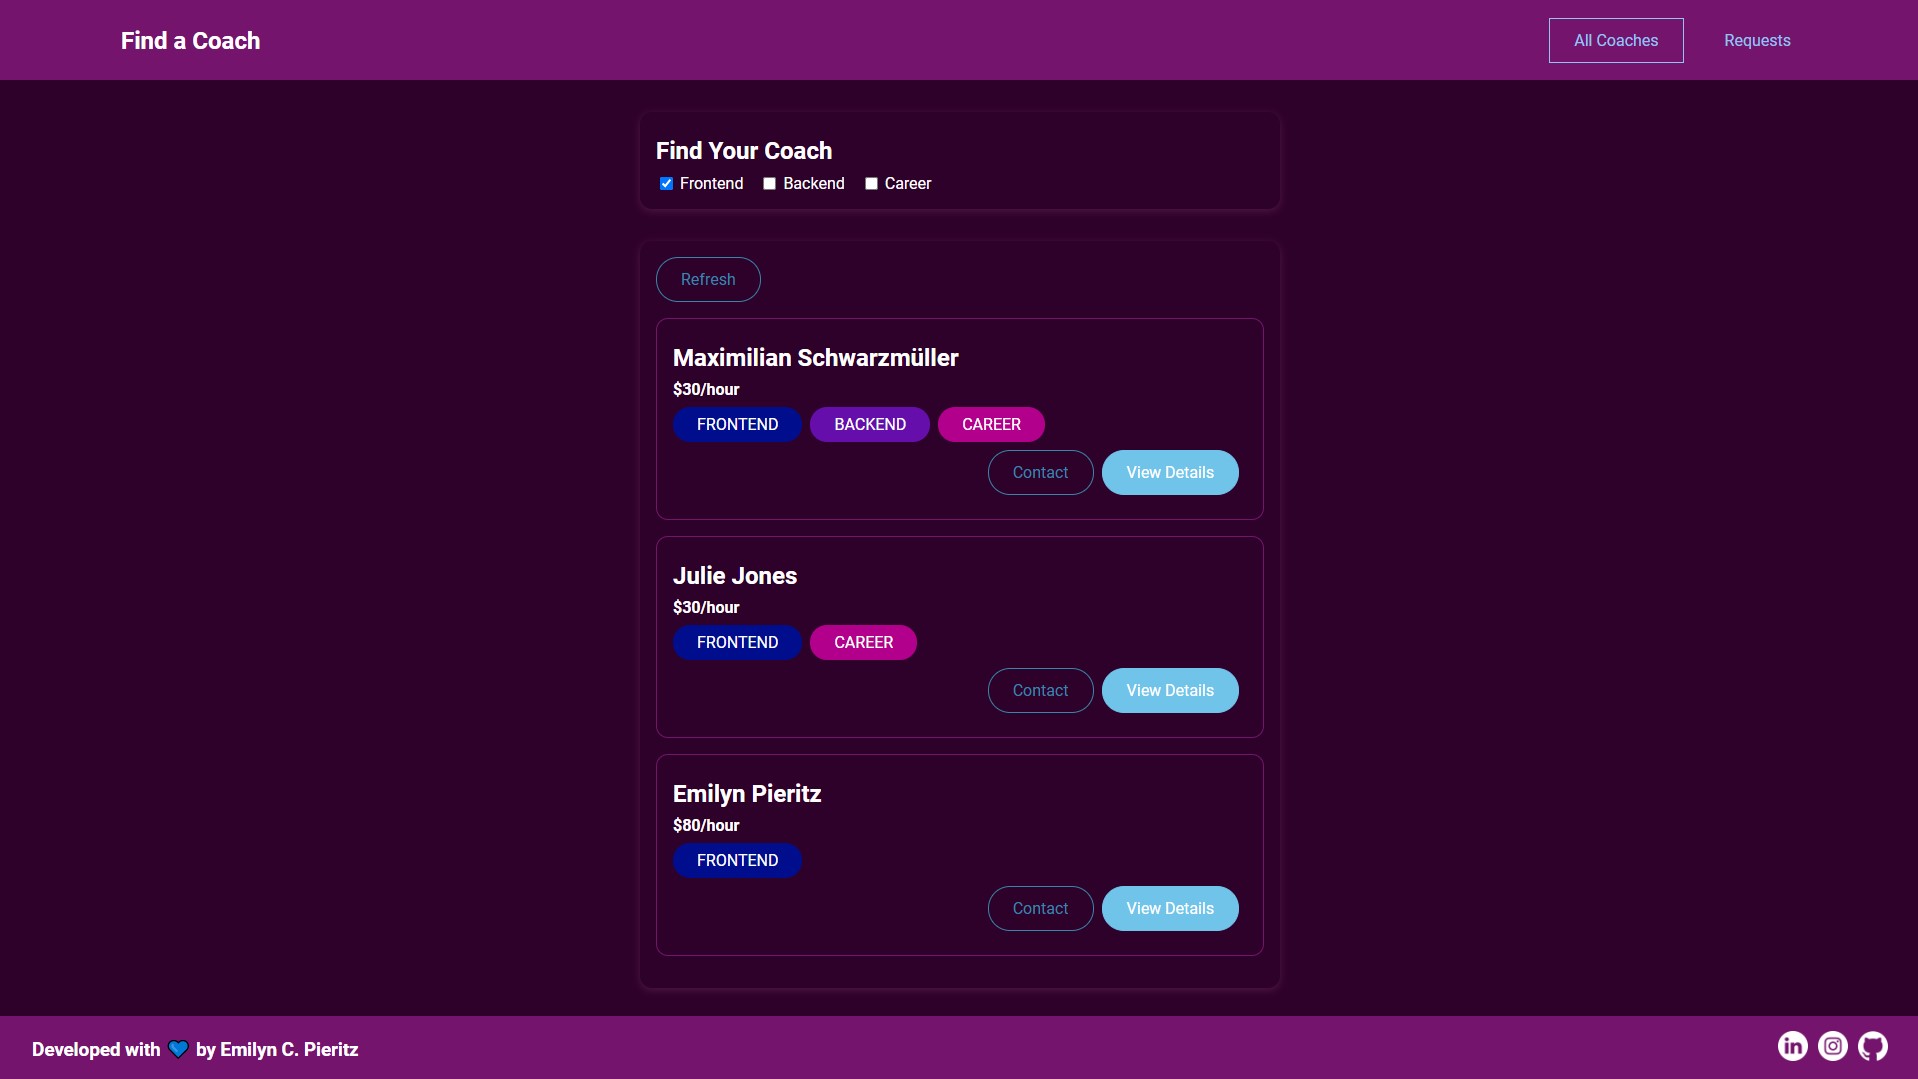 Find a Coach
All Coaches
Requests
Find Your Coach
Frontend Backend Career
Refresh
Maximilian Schwarzmüller
$30/hour
FRONTEND BACKEND CAREER
Contact View Details
Julie Jones
$30/hour
FRONTEND CAREER
Contact View Details
Emilyn Pieritz
$80/hour
FRONTEND
Contact View Details
Developed with 💙 by Emilyn C. Pieritz
in